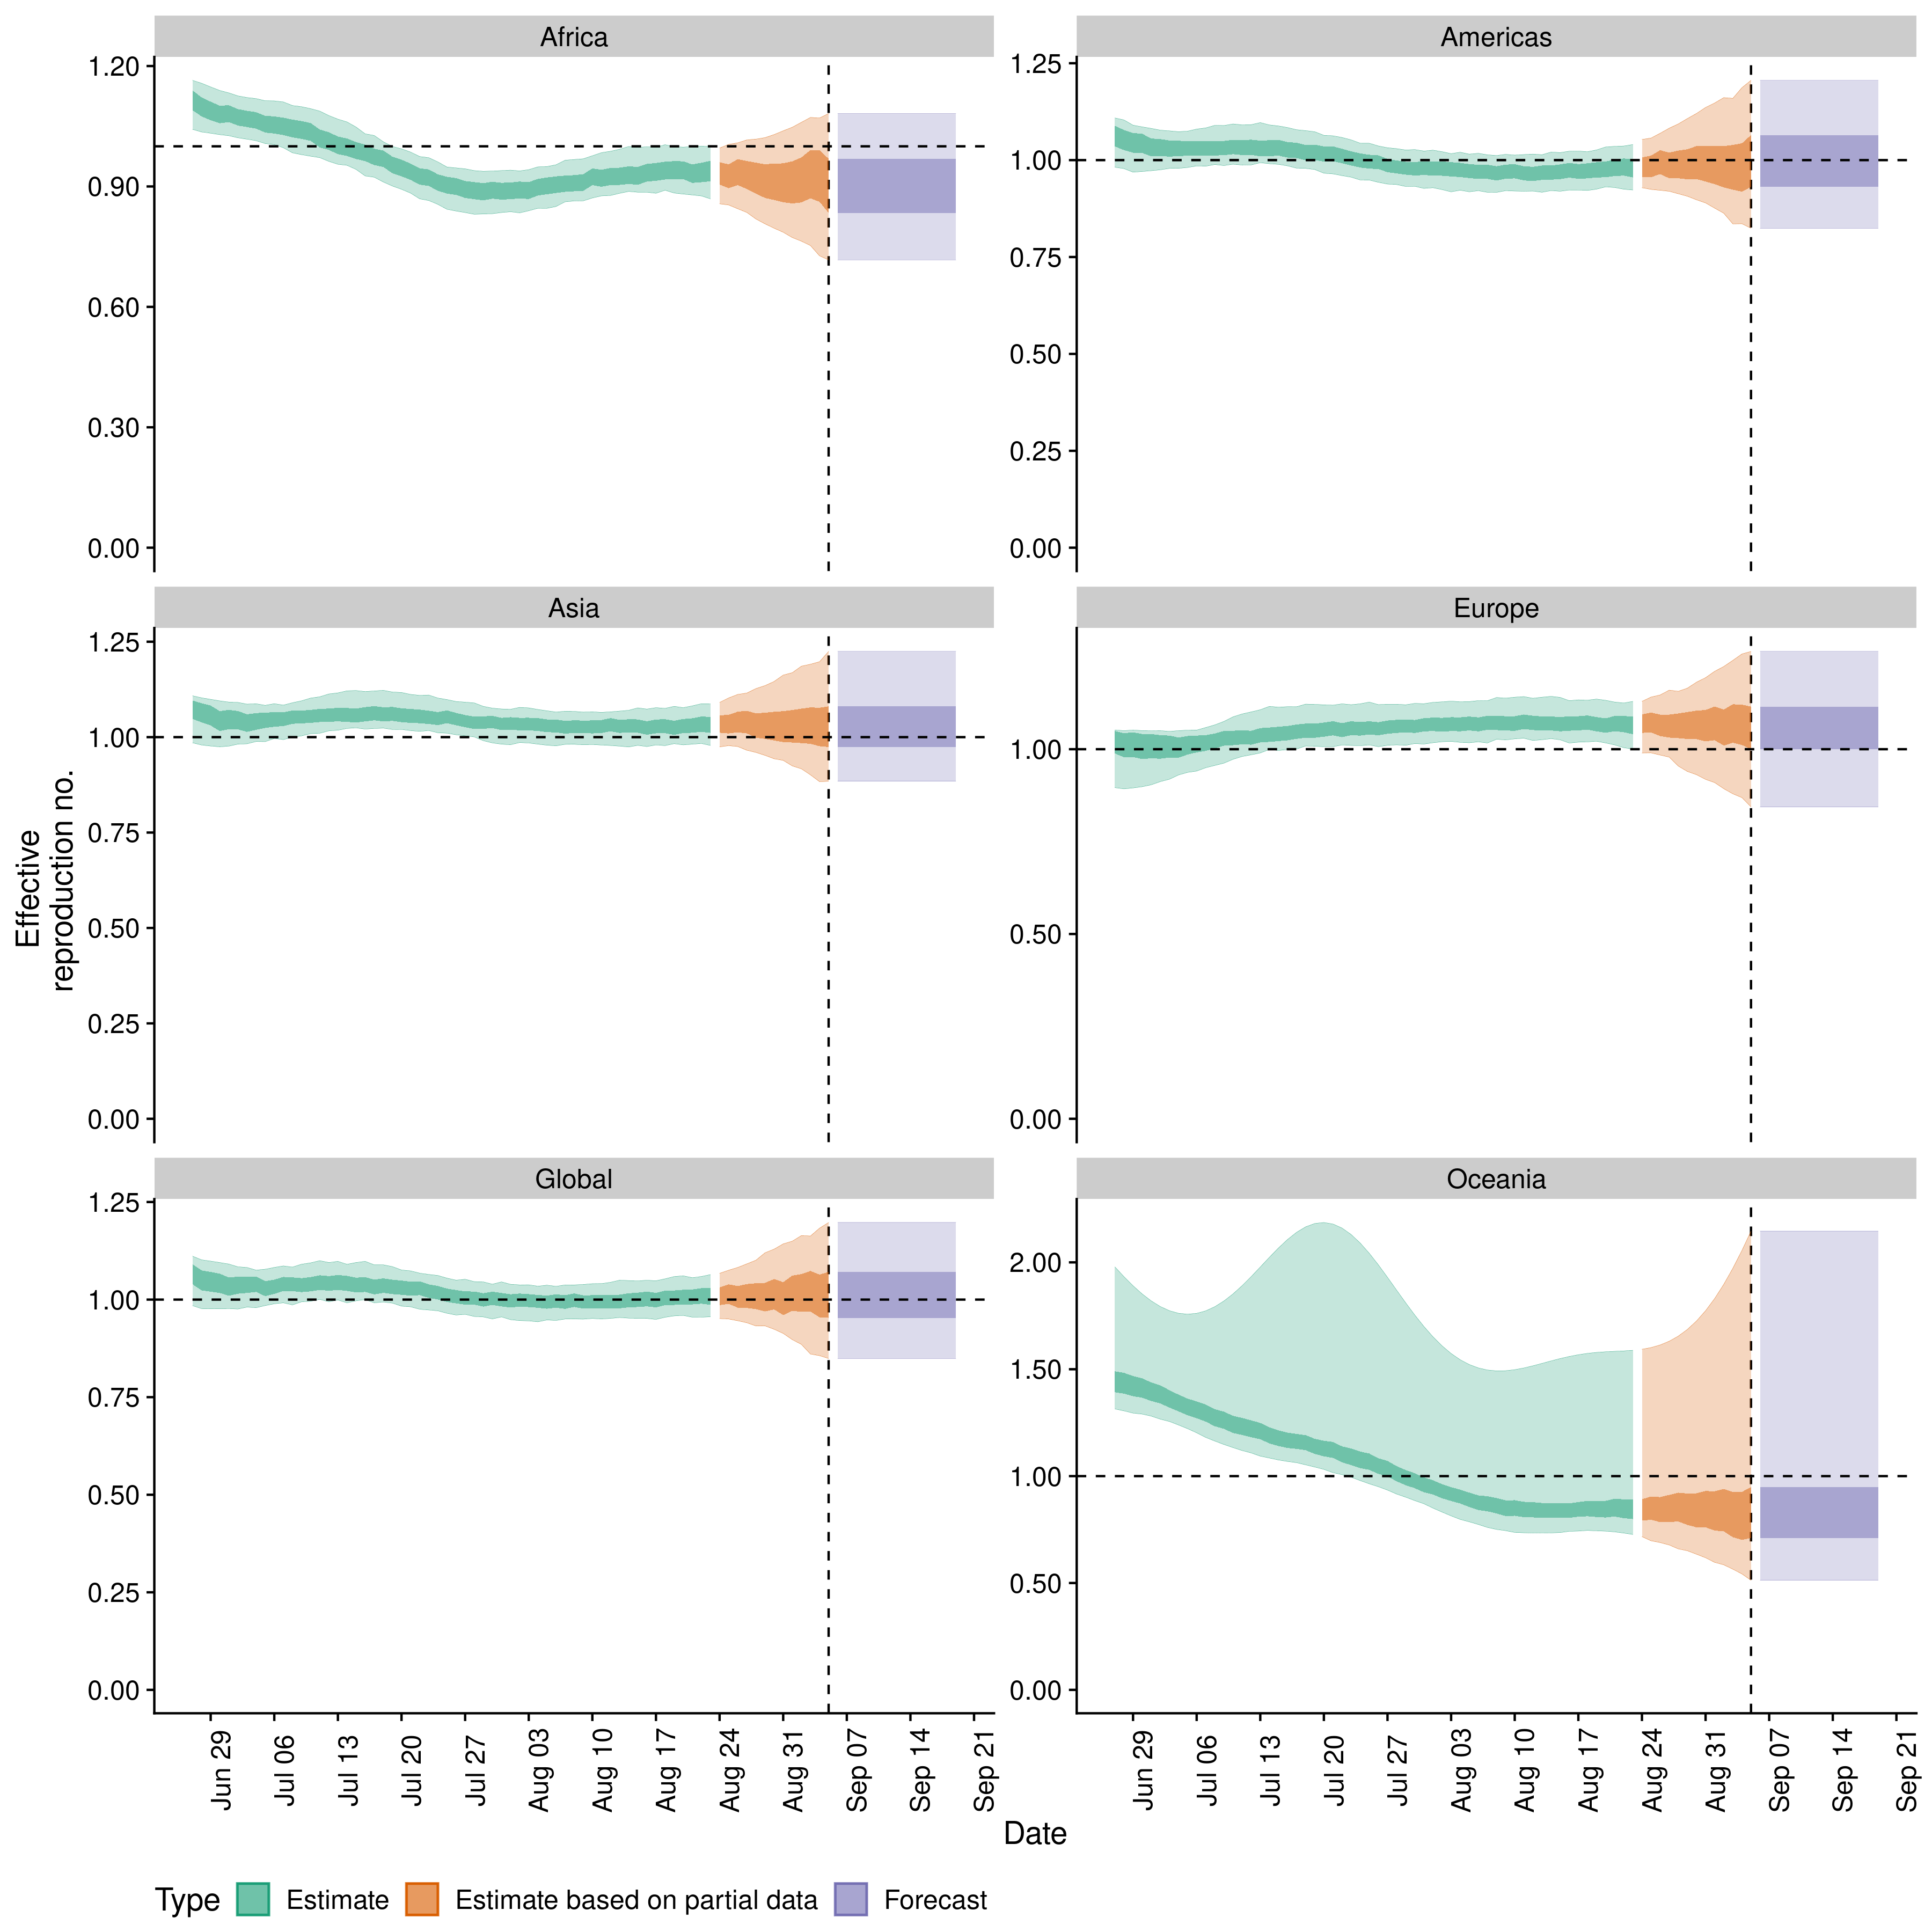 Africa
Americas
1.20
0.90
0.60
0.30
0.00
1.25
1.00
0.75
0.50
0.25
0.00
Asia
Europe
1.25
1.00
0.75
0.50
0.25
0.00
1.00
0.50
0.00
Effective
reproduction no.
Global
Oceania
1.25
1.00
0.75
0.50
0.25
0.00
2.00
1.50
1.00
0.50
0.00
Jun 29
Jul 06
Jul 13
Jul 20
Jul 27
Aug 03
Aug 10
Aug 17
Aug 24
Aug 31
Sep 07
Sep 14
Sep 21
Jun 29
Jul 06
Jul 13
Jul 20
Jul 27
Aug 03
Aug 10
Aug 17
Aug 24
Aug 31
Sep 07
Sep 14
Sep 21
Date
Type Estimate Estimate based on partial data Forecast